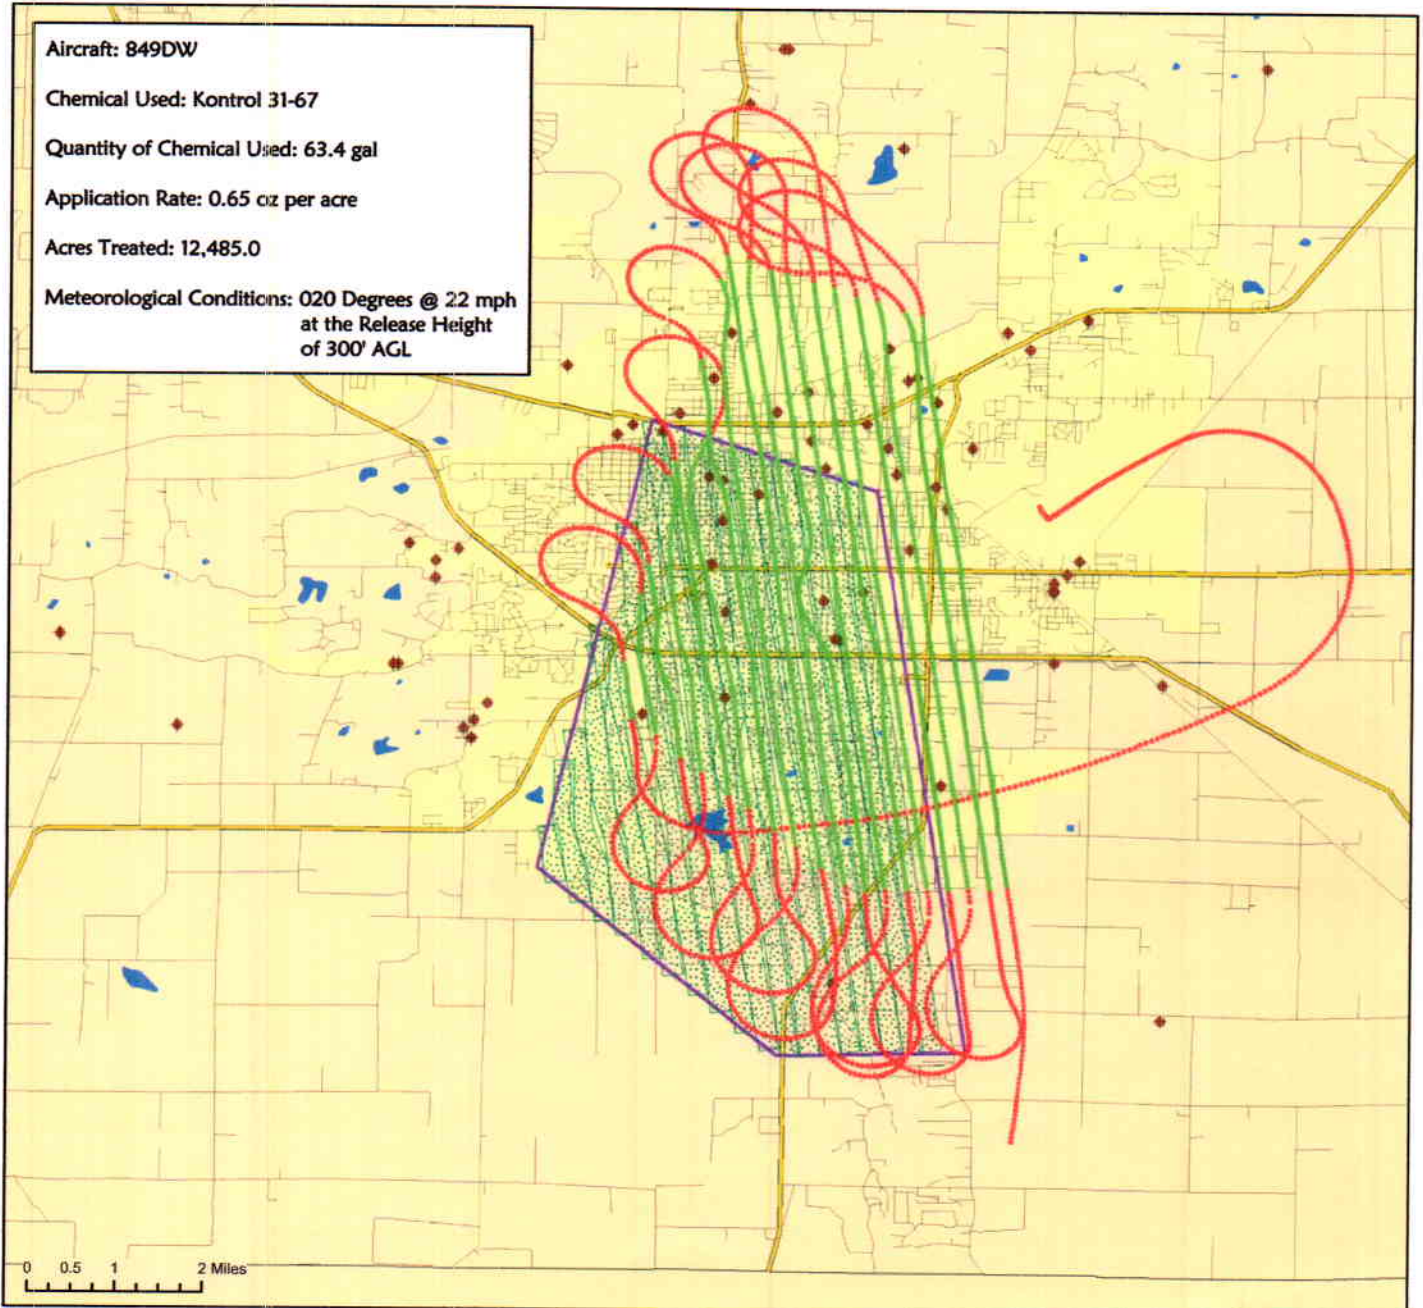 Aircraft: 849DW
Chemical Used: Kontrol 31-67
Quantity of Chemical Used: 63.4 gal
Application Rate: 0.65 oz per acre
Acres Treated: 12,485.0
Meteorological Conditions: 020 Degrees @ 22 mph
at the Release Height
of 300' AGL
0 0.5 1 2 Miles